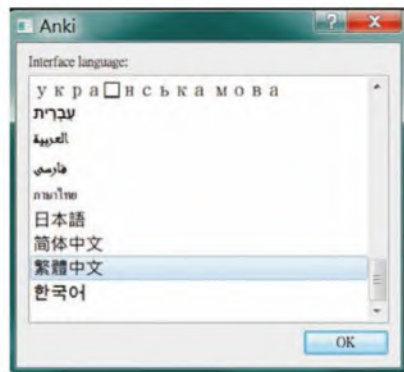 Anki
Interface language:
укра□нська мова
עברית
العربية
فارسی
ภาษาไทย
日本語
简体中文
繁體中文
한국어
OK